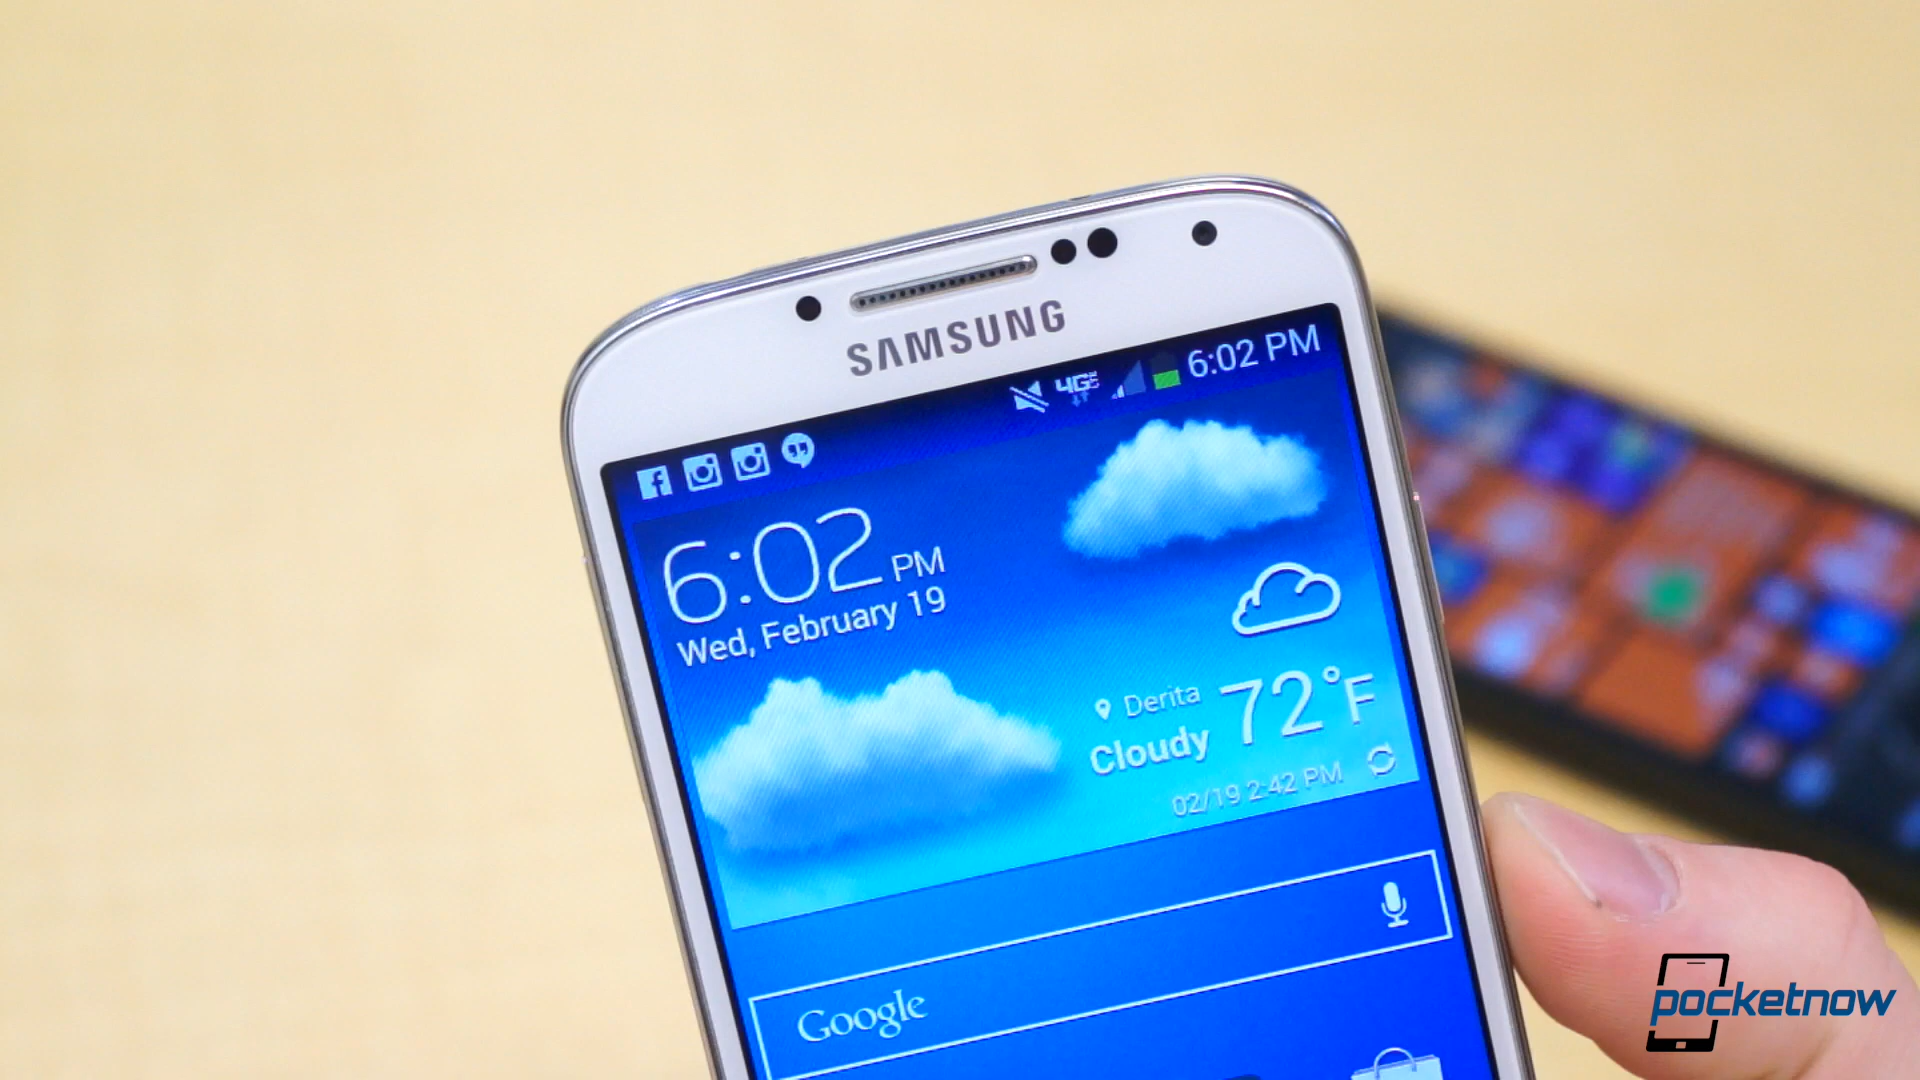 SAMSUNG
4G 6:02 PM
6:02 PM
Wed, February 19
Derita 72°F
Cloudy
02/19 2:42 PM
Google
pocketnow